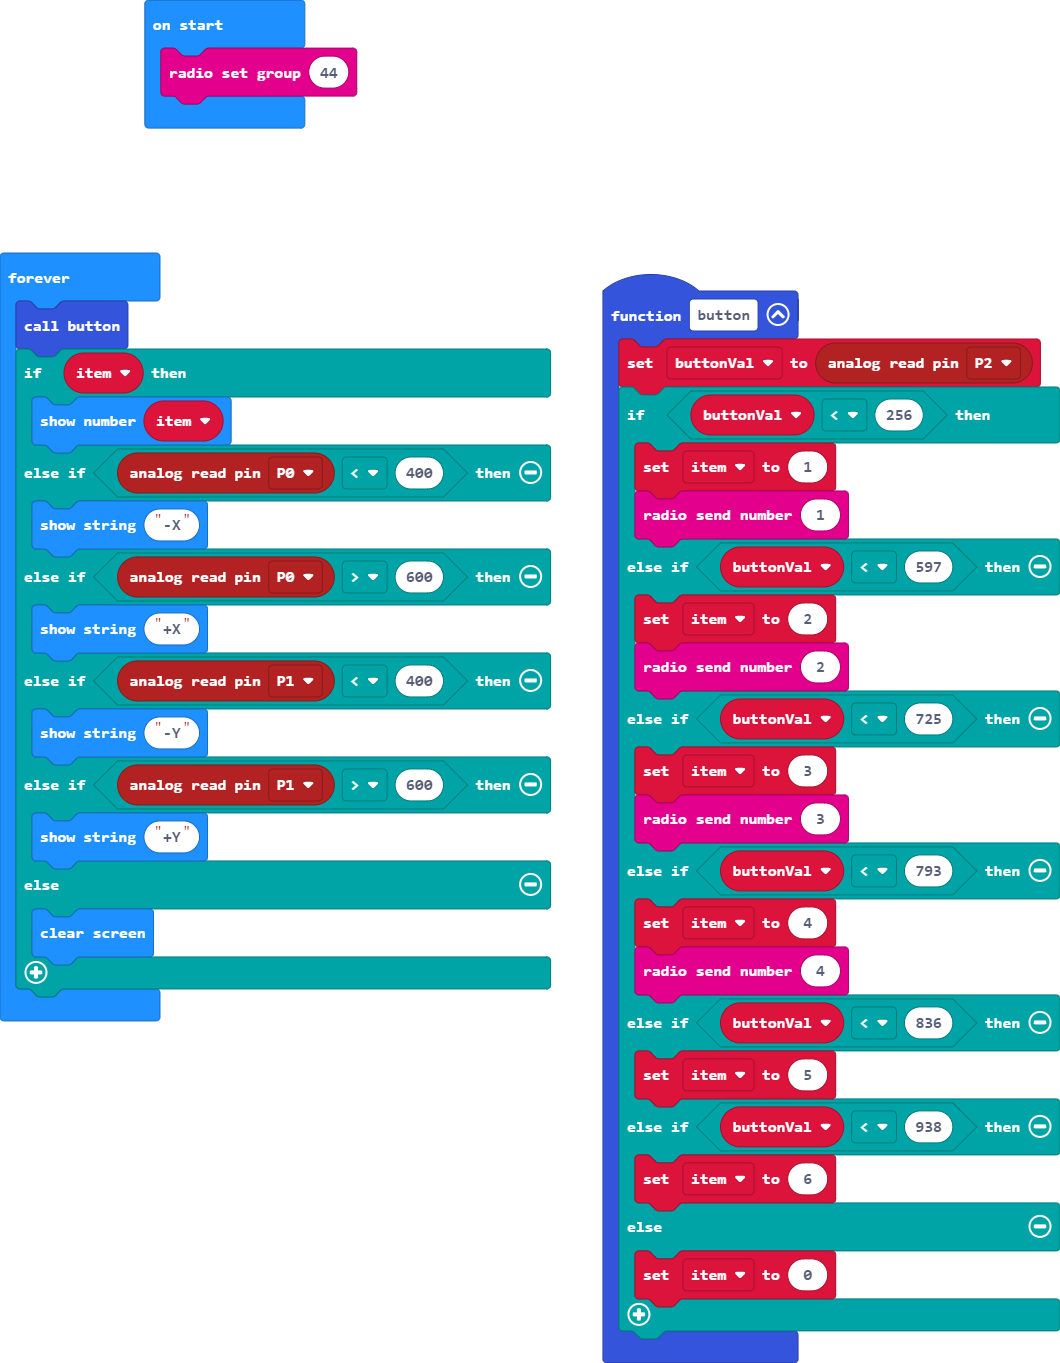 on start
radio set group 44
forever
call button
if item then
show number item
else if analog read pin P0 < 400 then
show string "-X"
else if analog read pin P0 > 600 then
show string "+X"
else if analog read pin P1 < 400 then
show string "-Y"
else if analog read pin P1 > 600 then
show string "+Y"
else
clear screen
function button
set buttonVal to analog read pin P2
if buttonVal < 256 then
set item to 1
radio send number 1
else if buttonVal < 597 then
set item to 2
radio send number 2
else if buttonVal < 725 then
set item to 3
radio send number 3
else if buttonVal < 793 then
set item to 4
radio send number 4
else if buttonVal < 836 then
set item to 5
else if buttonVal < 938 then
set item to 6
else
set item to 0